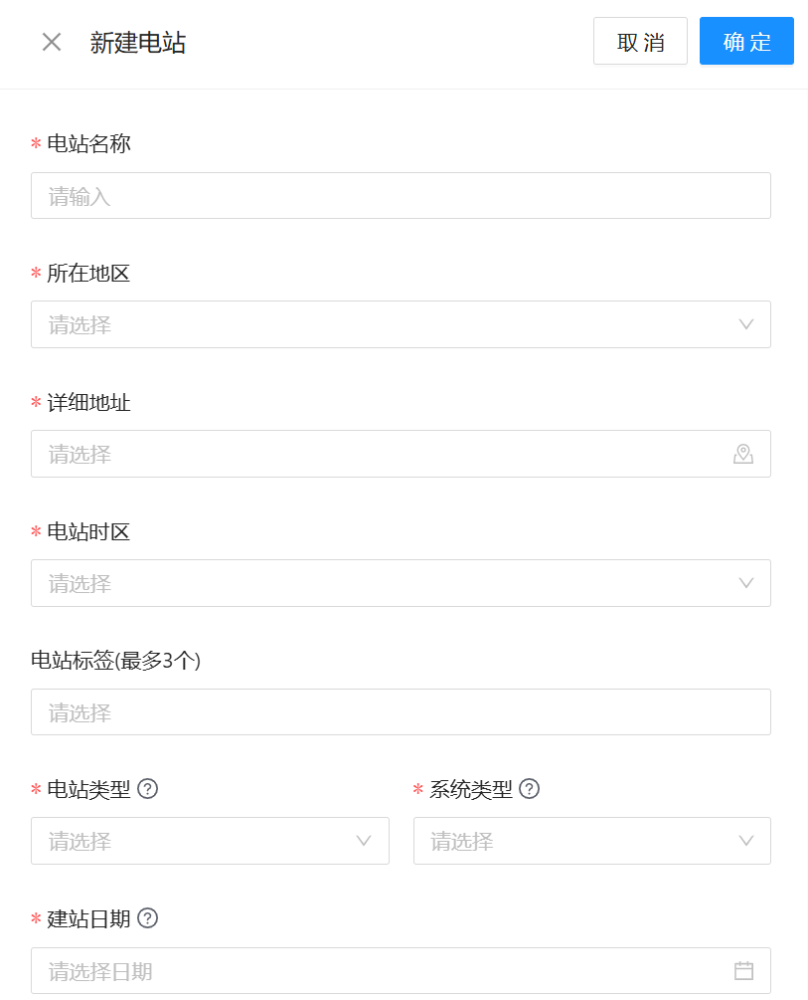 新建电站
取消
确定
* 电站名称
请输入
* 所在地区
请选择
* 详细地址
请选择
* 电站时区
请选择
电站标签(最多3个)
请选择
* 电站类型 ?
* 系统类型 ?
请选择
请选择
* 建站日期 ?
请选择日期